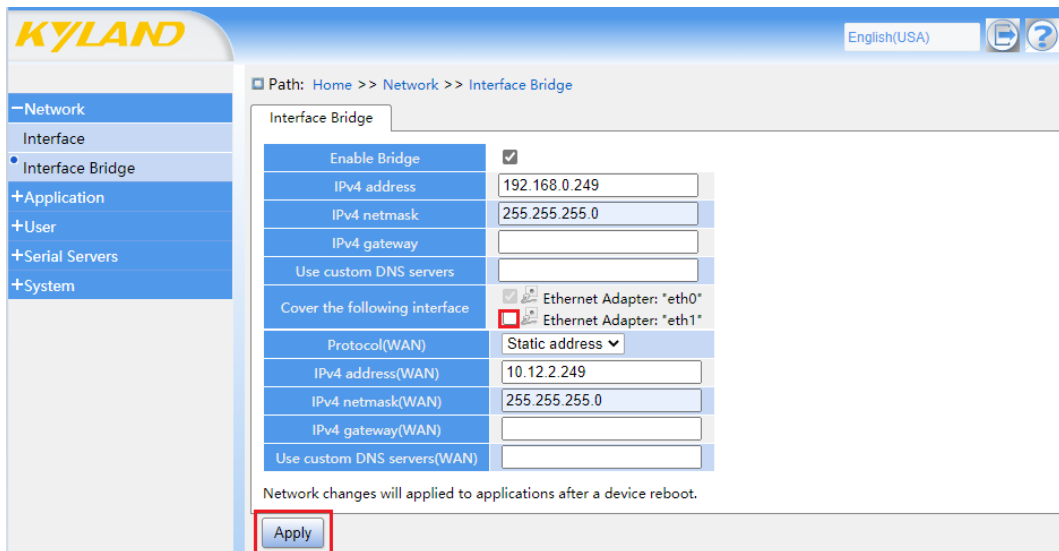 KYLAND
English(USA)
Path: Home >> Network >> Interface Bridge
−Network
Interface
Interface Bridge
+Application
+User
+Serial Servers
+System
Interface Bridge
Enable Bridge
IPv4 address 192.168.0.249
IPv4 netmask 255.255.255.0
IPv4 gateway
Use custom DNS servers
Cover the following interface
Ethernet Adapter: "eth0"
Ethernet Adapter: "eth1"
Protocol(WAN) Static address
IPv4 address(WAN) 10.12.2.249
IPv4 netmask(WAN) 255.255.255.0
IPv4 gateway(WAN)
Use custom DNS servers(WAN)
Network changes will applied to applications after a device reboot.
Apply